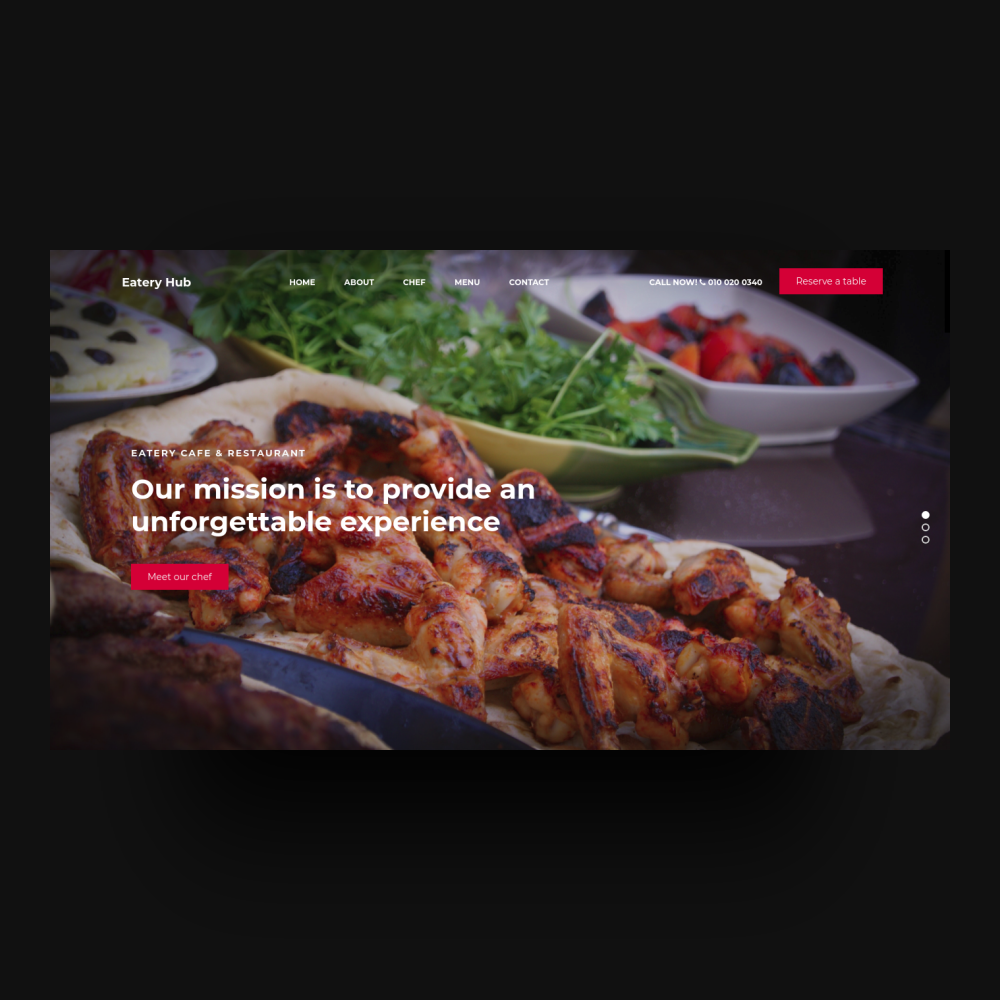 Eatery Hub
HOME ABOUT CHEF MENU CONTACT
CALL NOW! 010 020 0340
Reserve a table
EATERY CAFE & RESTAURANT
Our mission is to provide an
unforgettable experience
Meet our chef